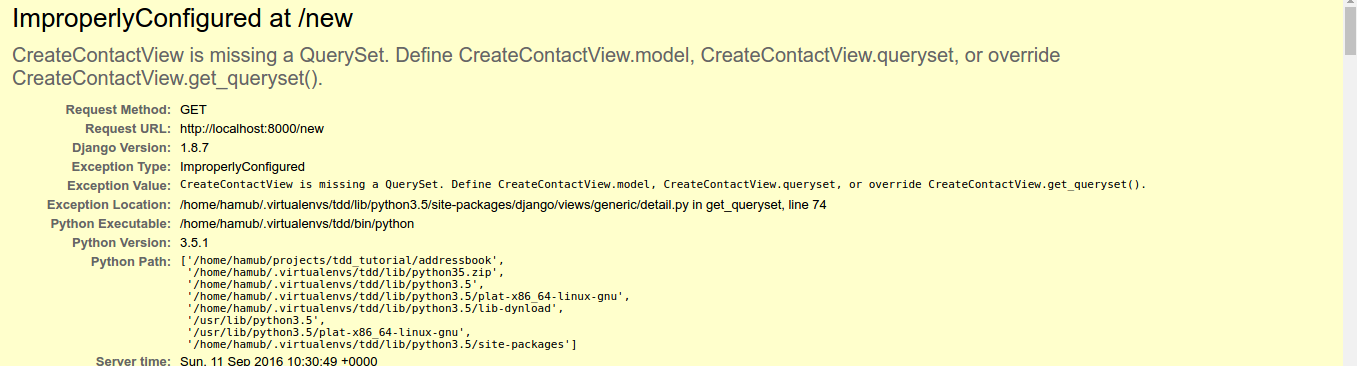 ImproperlyConfigured at /new
CreateContactView is missing a QuerySet. Define CreateContactView.model, CreateContactView.queryset, or override
CreateContactView.get_queryset().
Request Method: GET
Request URL: http://localhost:8000/new
Django Version: 1.8.7
Exception Type: ImproperlyConfigured
Exception Value: CreateContactView is missing a QuerySet. Define CreateContactView.model, CreateContactView.queryset, or override CreateContactView.get_queryset().
Exception Location: /home/hamub/.virtualenvs/tdd/lib/python3.5/site-packages/django/views/generic/detail.py in get_queryset, line 74
Python Executable: /home/hamub/.virtualenvs/tdd/bin/python
Python Version: 3.5.1
Python Path: ['/home/hamub/projects/tdd_tutorial/addressbook',
'/home/hamub/.virtualenvs/tdd/lib/python35.zip',
'/home/hamub/.virtualenvs/tdd/lib/python3.5',
'/home/hamub/.virtualenvs/tdd/lib/python3.5/plat-x86_64-linux-gnu',
'/home/hamub/.virtualenvs/tdd/lib/python3.5/lib-dynload',
'/usr/lib/python3.5',
'/usr/lib/python3.5/plat-x86_64-linux-gnu',
'/home/hamub/.virtualenvs/tdd/lib/python3.5/site-packages']
Server time: Sun, 11 Sep 2016 10:30:49 +0000